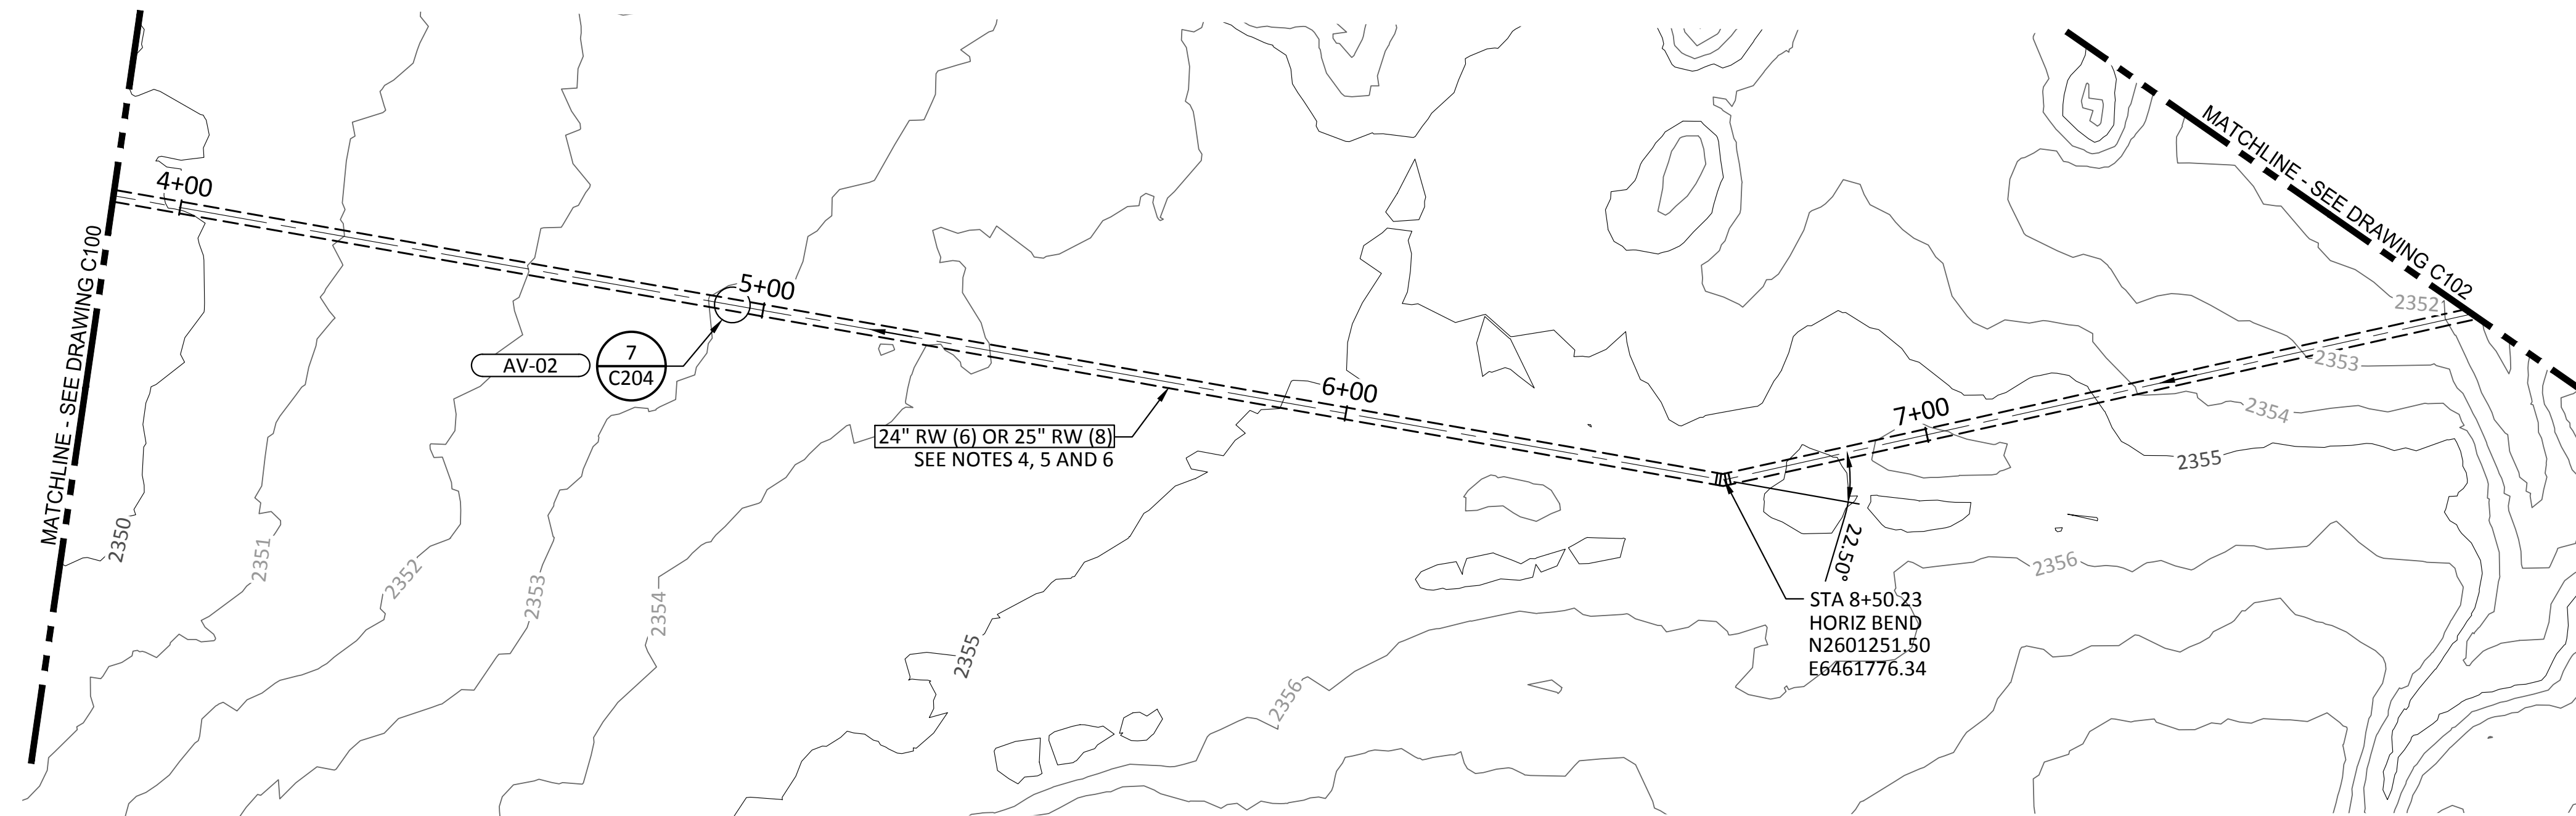 MATCHLINE - SEE DRAWING C100
4+00
5+00
AV-02
7
C204
24" RW (6) OR 25" RW (8)
SEE NOTES 4, 5 AND 6
6+00
7+00
22.50°
STA 8+50.23
HORIZ BEND
N2601251.50
E6461776.34
MATCHLINE - SEE DRAWING C102
2352
2353
2354
2355
2356
2350
2351
2352
2353
2354
2355
2356